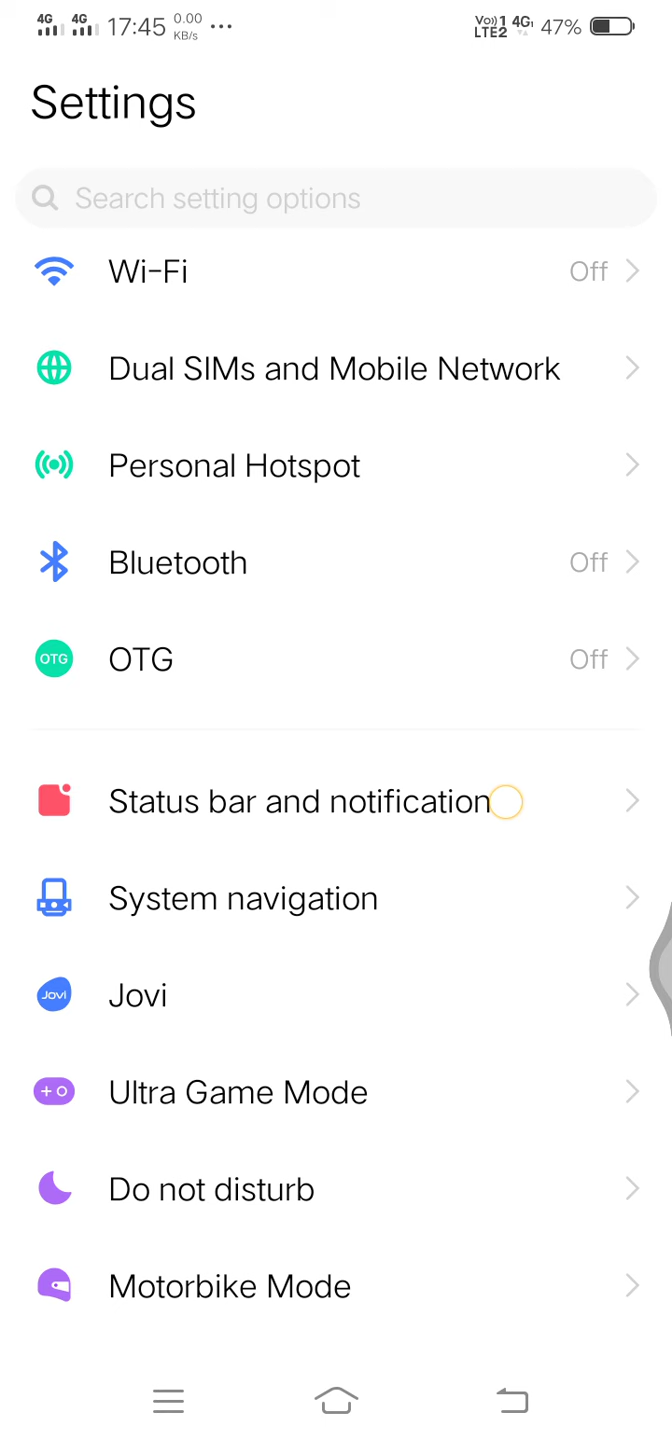 4G 4G 17:45 0.00 KB/s ... Vo)) 1 LTE2 4G 47%
Settings
Search setting options
Wi-Fi Off
Dual SIMs and Mobile Network
Personal Hotspot
Bluetooth Off
OTG OTG Off
Status bar and notification
System navigation
Jovi Jovi
Ultra Game Mode
Do not disturb
Motorbike Mode